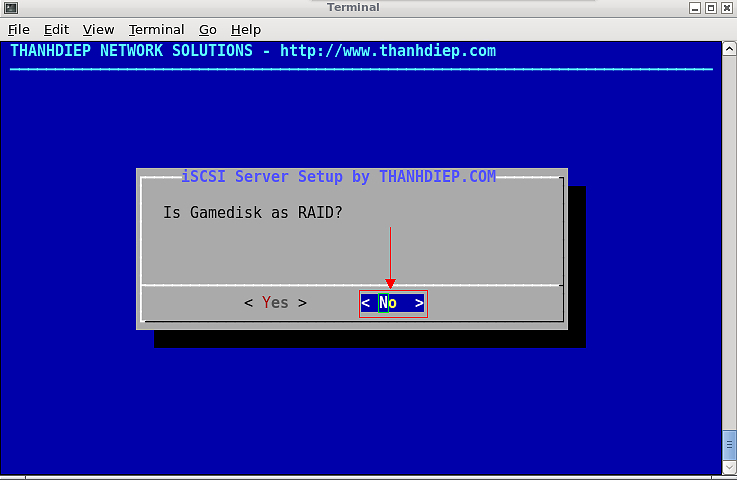 Terminal
File Edit View Terminal Go Help
THANHDIEP NETWORK SOLUTIONS - http://www.thanhdiep.com
iSCSI Server Setup by THANHDIEP.COM
Is Gamedisk as RAID?
< Yes > < No >